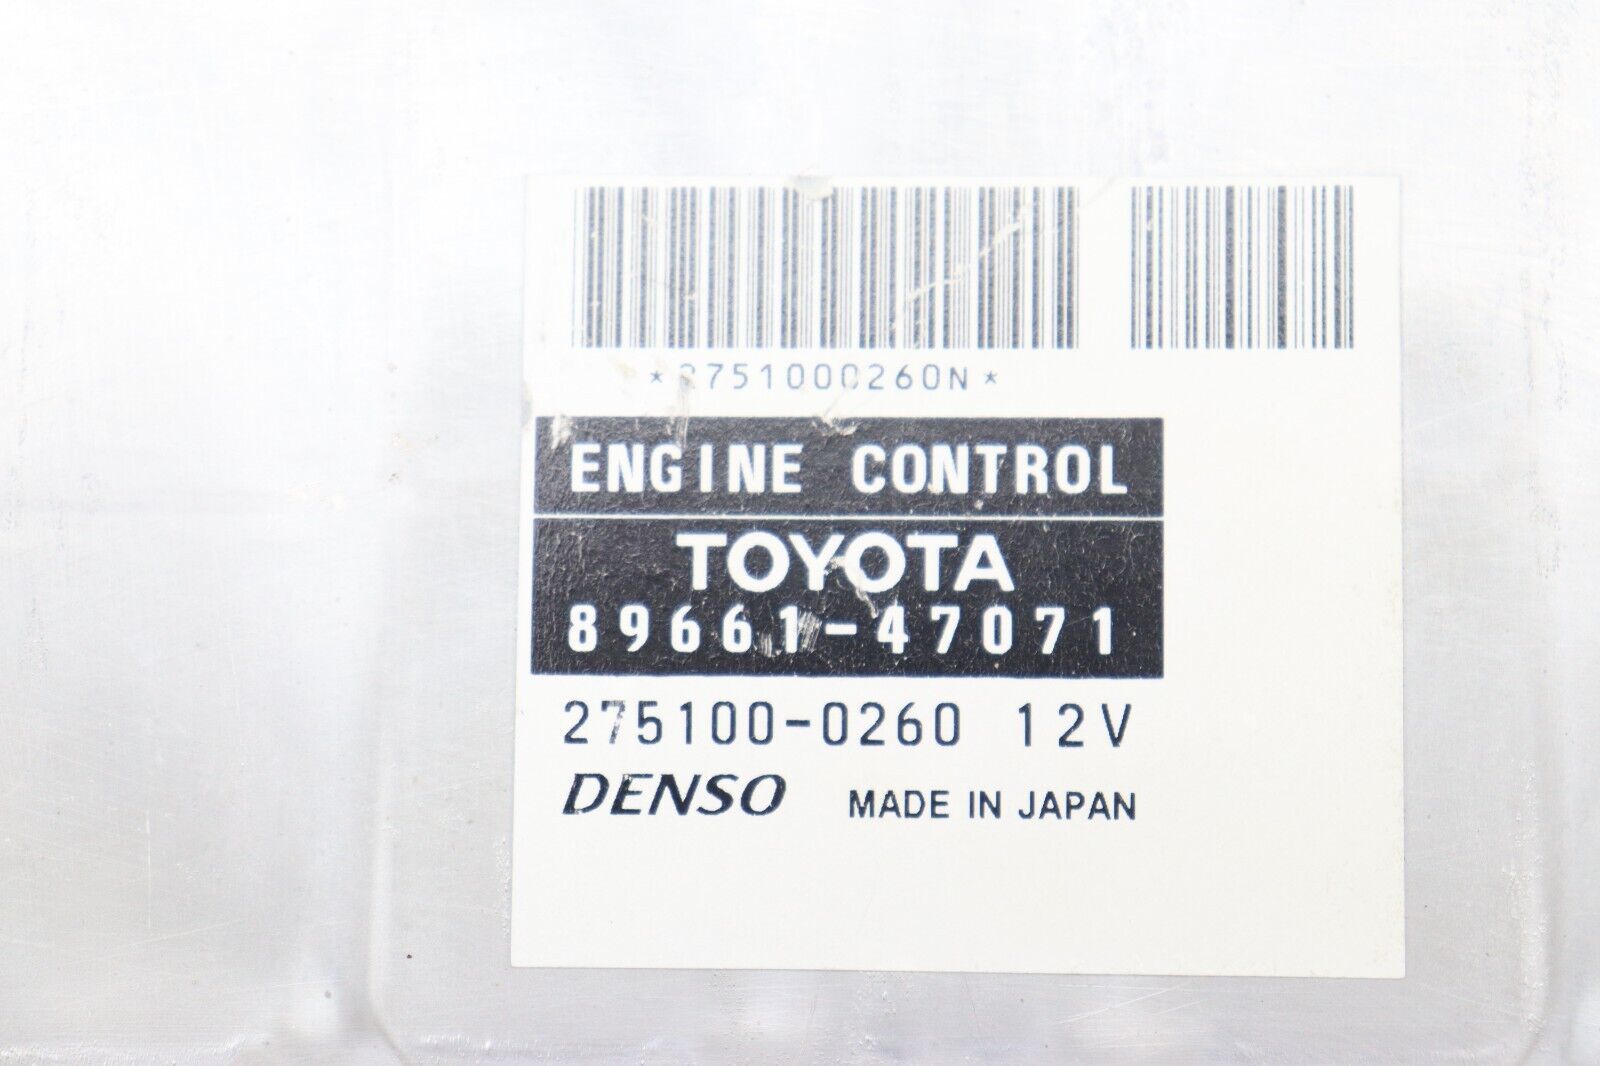 *2751000260N*
ENGINE CONTROL
TOYOTA
89661-47071
275100-0260 12V
DENSO MADE IN JAPAN